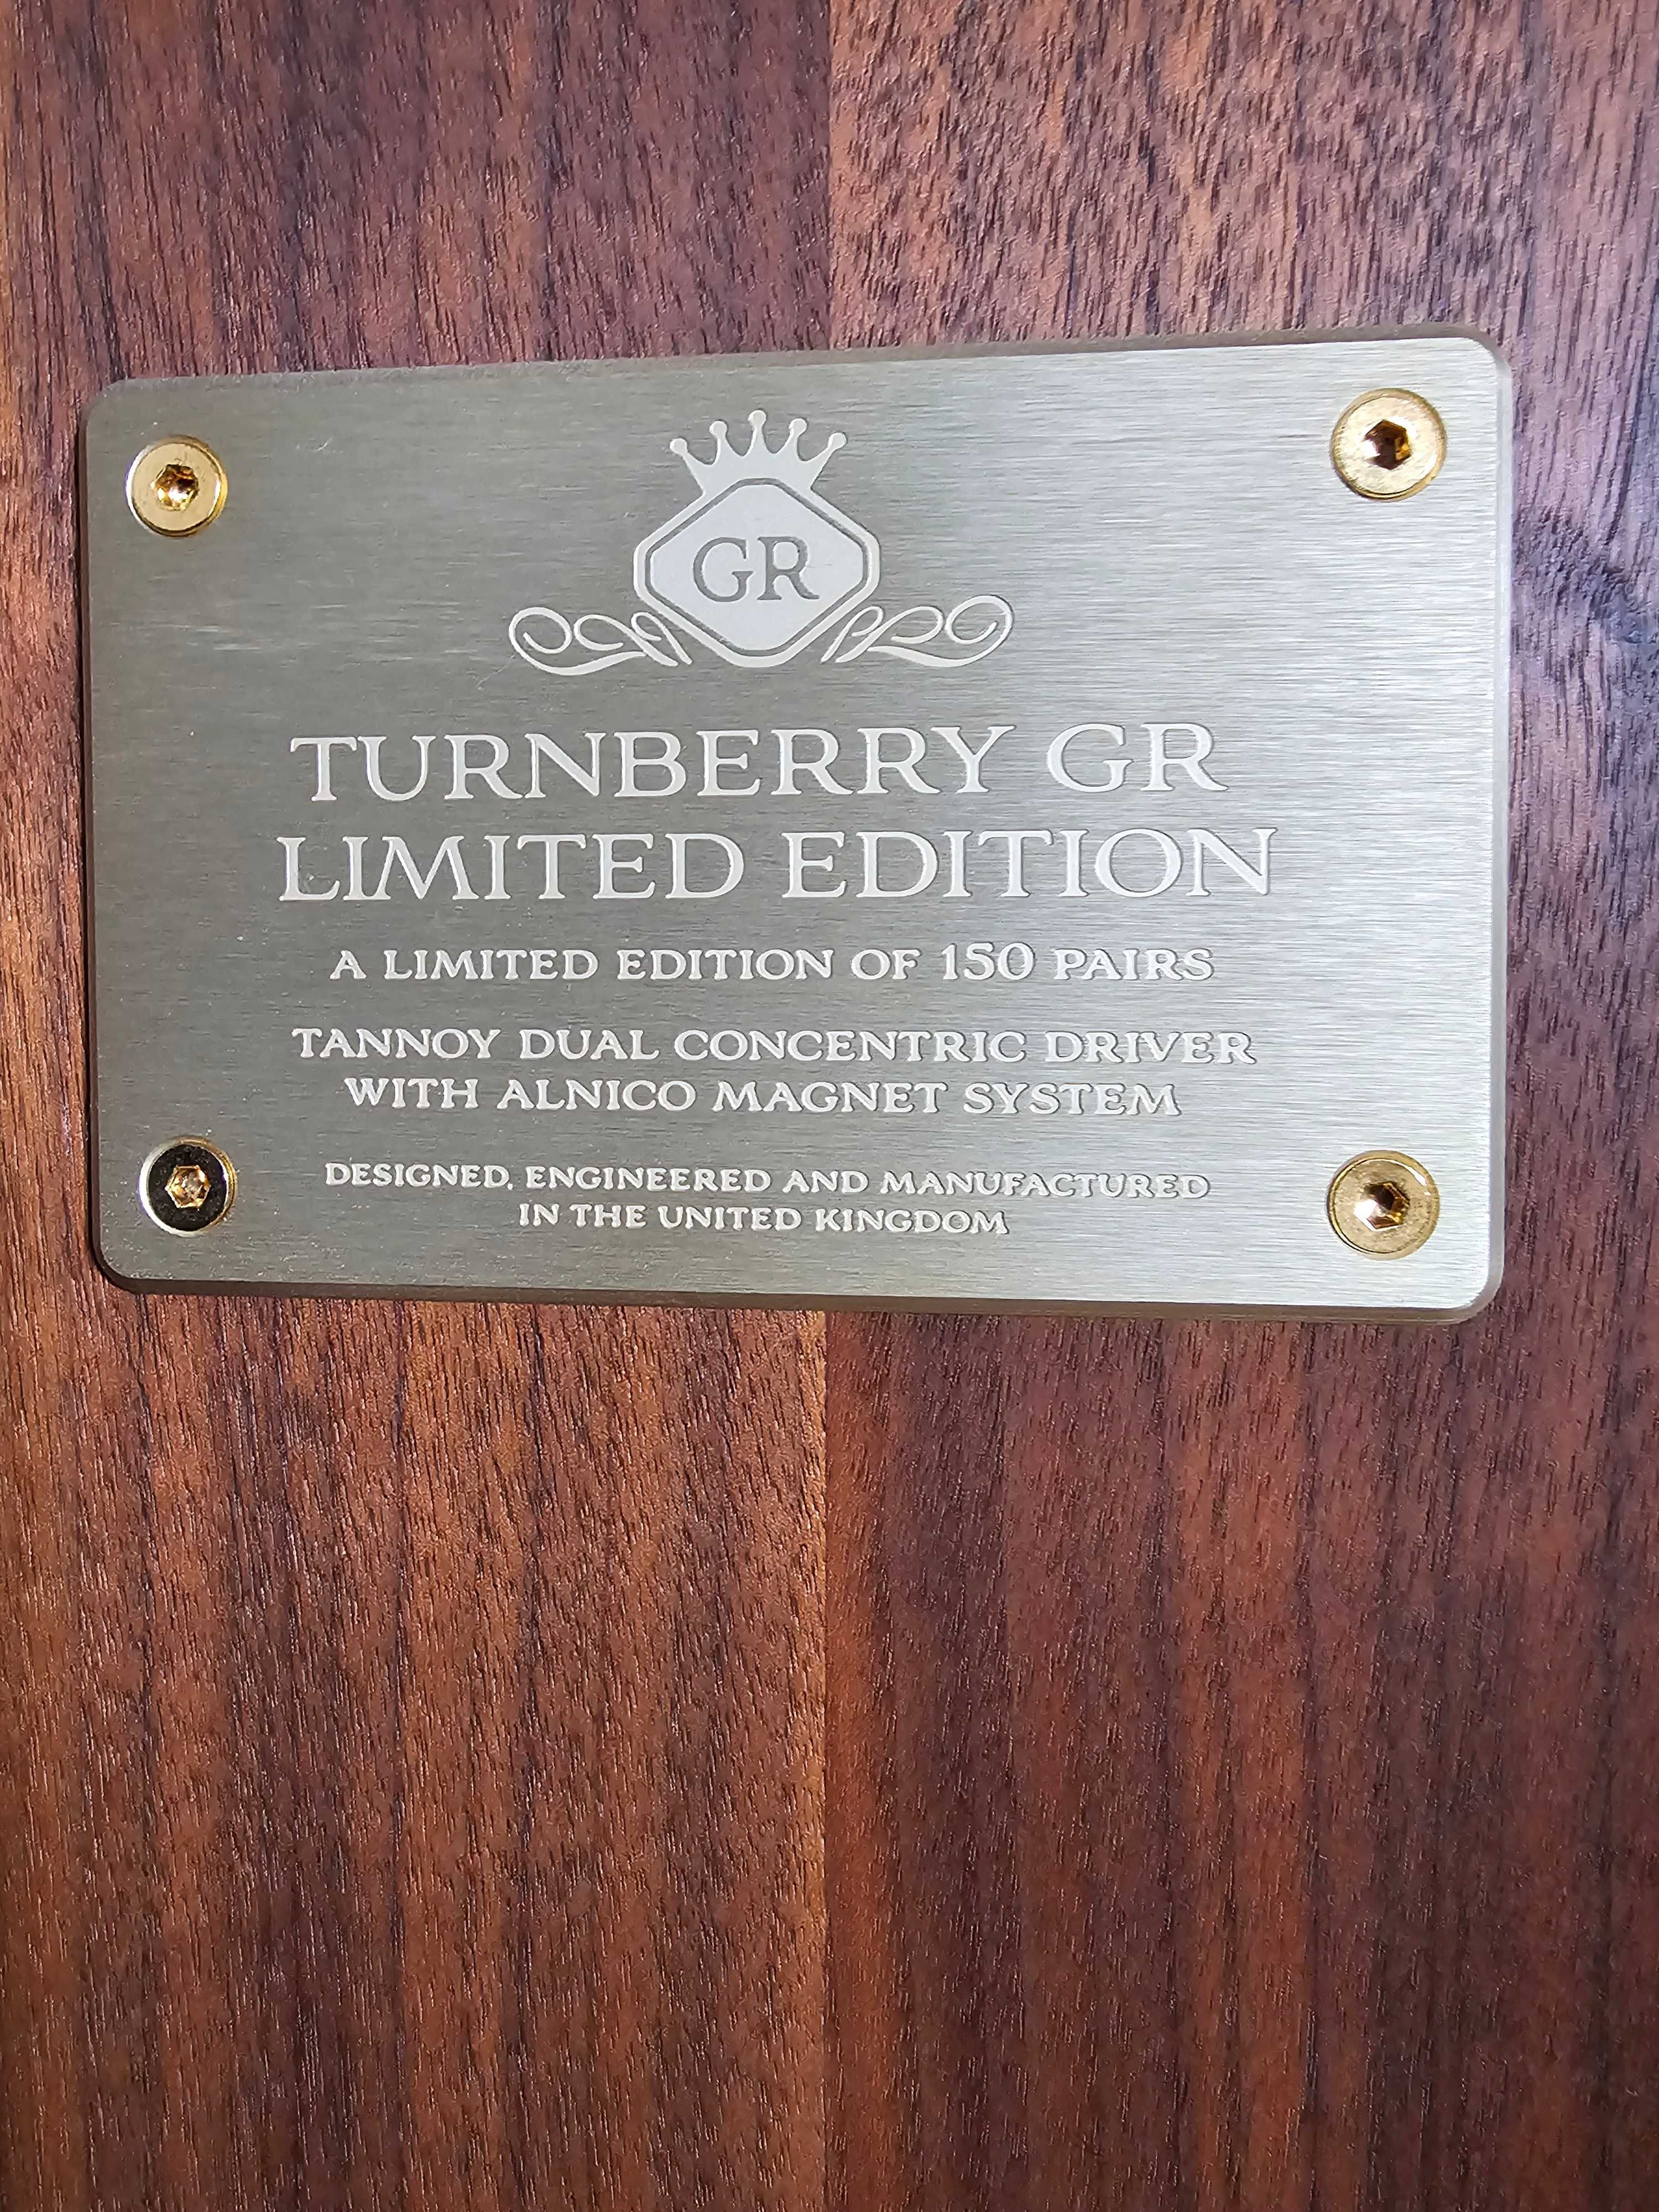 GR
TURNBERRY GR
LIMITED EDITION
A LIMITED EDITION OF 150 PAIRS
TANNOY DUAL CONCENTRIC DRIVER
WITH ALNICO MAGNET SYSTEM
DESIGNED, ENGINEERED AND MANUFACTURED
IN THE UNITED KINGDOM